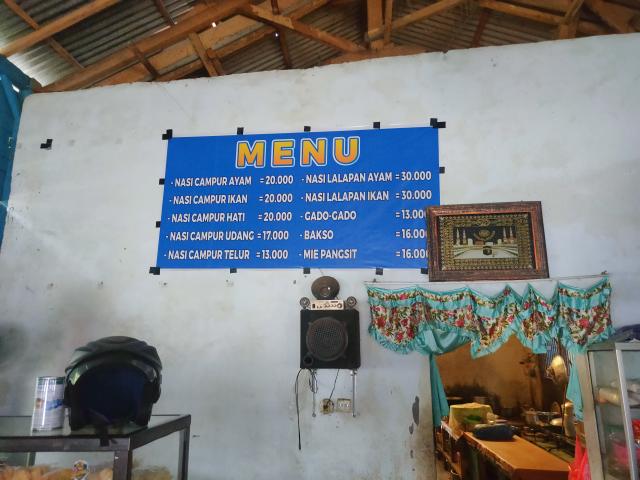 MENU
- NASI CAMPUR AYAM = 20.000
- NASI CAMPUR IKAN = 20.000
- NASI CAMPUR HATI = 20.000
- NASI CAMPUR UDANG = 17.000
- NASI CAMPUR TELUR = 13.000
- NASI LALAPAN AYAM = 30.000
- NASI LALAPAN IKAN = 30.000
- GADO-GADO = 13.000
- BAKSO = 16.000
- MIE PANGSIT = 16.000